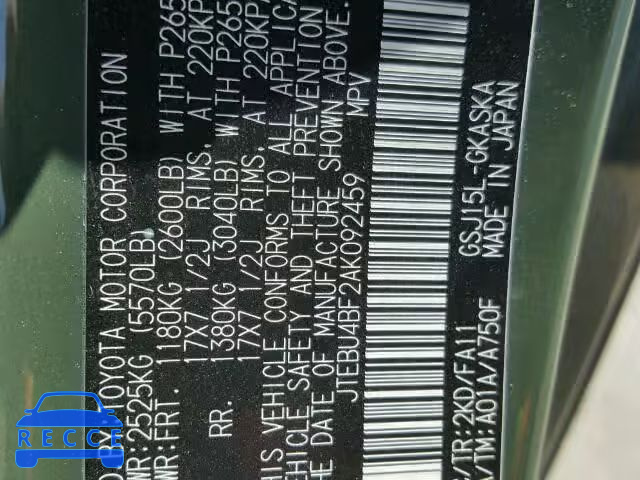 BY TOYOTA MOTOR CORPORATION
WR:2525KG (5570LB)
WR:FRT. 1180KG (2600LB) WITH P265
17X7 1/2J RIMS, AT 220KP
RR. 1380KG (3040LB) WITH P265
17X7 1/2J RIMS, AT 220KP
THIS VEHICLE CONFORMS TO ALL APPLICA
VEHICLE SAFETY AND THEFT PREVENTION
THE DATE OF MANUFACTURE SHOWN ABOVE.
JTEBU4BF2AK092459 MPV
/TR:2KD/FA11 GSJ15L-GKASKA
/TM:A01A/A750F MADE IN JAPAN
RECCE